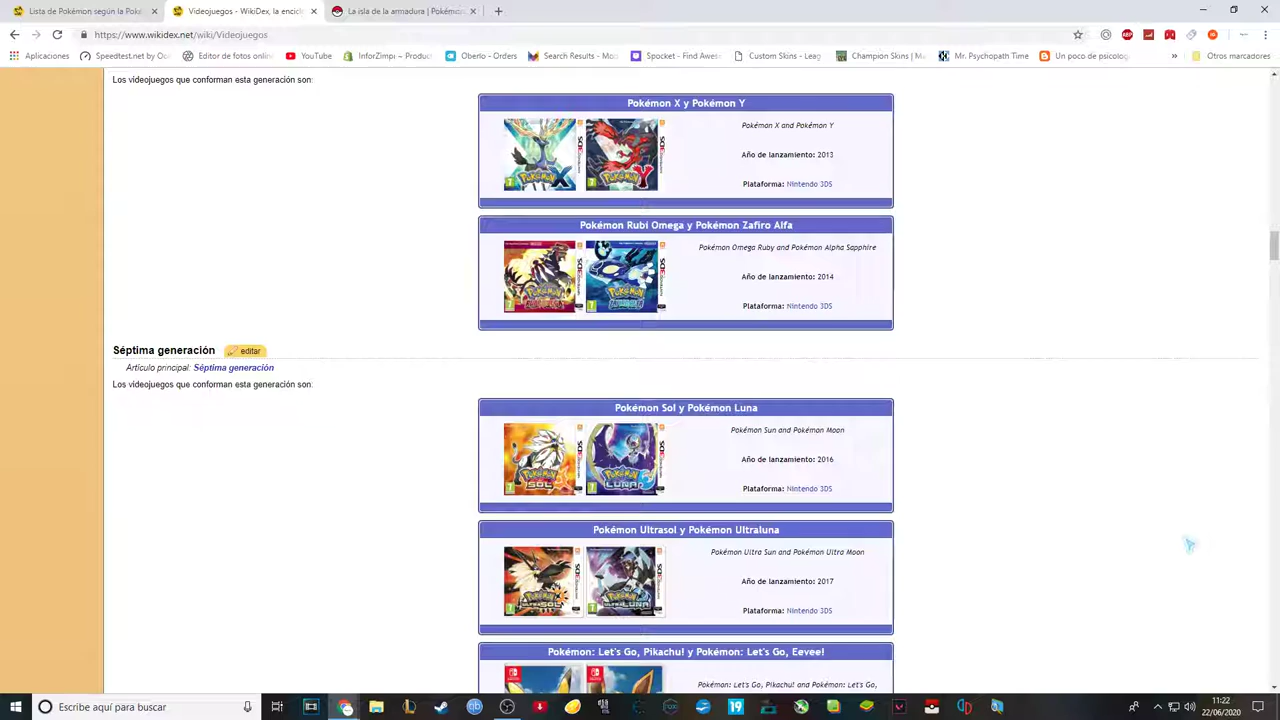 Lista de Pokémon según la Poké
Videojuegos - WikiDex, la encicl
La isla de la armadura | Pokémon
https://www.wikidex.net/wiki/Videojuegos
Aplicaciones
Speedtest.net by Oo
Editor de fotos onlin
YouTube
InforZimpi ~ Produc
Oberlo - Orders
Search Results - Mo
Spocket - Find Awes
Custom Skins - Leag
Champion Skins | M
Mr. Psychopath Time
Un poco de psicolog
»
Otros marcadores
Los videojuegos que conforman esta generación son:
Pokémon X y Pokémon Y
Pokémon X and Pokémon Y
Año de lanzamiento: 2013
Plataforma: Nintendo 3DS
Pokémon Rubí Omega y Pokémon Zafiro Alfa
Pokémon Omega Ruby and Pokémon Alpha Sapphire
Año de lanzamiento: 2014
Plataforma: Nintendo 3DS
Séptima generación editar
Artículo principal: Séptima generación
Los videojuegos que conforman esta generación son:
Pokémon Sol y Pokémon Luna
Pokémon Sun and Pokémon Moon
Año de lanzamiento: 2016
Plataforma: Nintendo 3DS
Pokémon Ultrasol y Pokémon Ultraluna
Pokémon Ultra Sun and Pokémon Ultra Moon
Año de lanzamiento: 2017
Plataforma: Nintendo 3DS
Pokémon: Let's Go, Pikachu! y Pokémon: Let's Go, Eevee!
Pokémon: Let's Go, Pikachu! and Pokémon: Let's Go,
Escribe aquí para buscar
11:22
22/06/2020